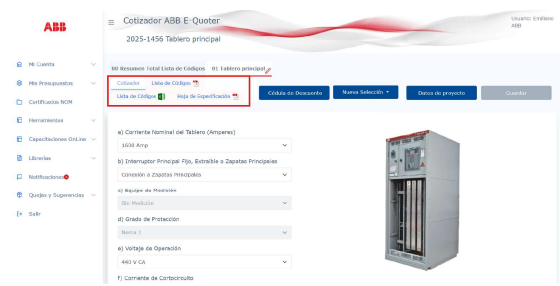 ABB
Cotizador ABB E-Quoter
Usuario: Emiliano
ABB
2025-1456 Tablero principal
Mi Cuenta
Mis Presupuestos
Certificados NCM
Herramientas
Capacitaciones OnLine
Librerías
Notificaciones
Quejas y Sugerencias
Salir
00 Resumen Total Lista de Códigos 01 Tablero principal
Cotizador Lista de Códigos
Lista de Códigos Hoja de Especificación
Cédula de Descuento Nueva Selección Datos de proyecto Guardar
a) Corriente Nominal del Tablero (Amperes)
1600 Amp
b) Interruptor Principal Fijo, Extraíble o Zapatas Principales
Conexión a Zapatas Principales
c) Equipo de Medición
Sin Medición
d) Grado de Protección
Nema 1
e) Voltaje de Operación
440 V CA
f) Corriente de Cortocircuito